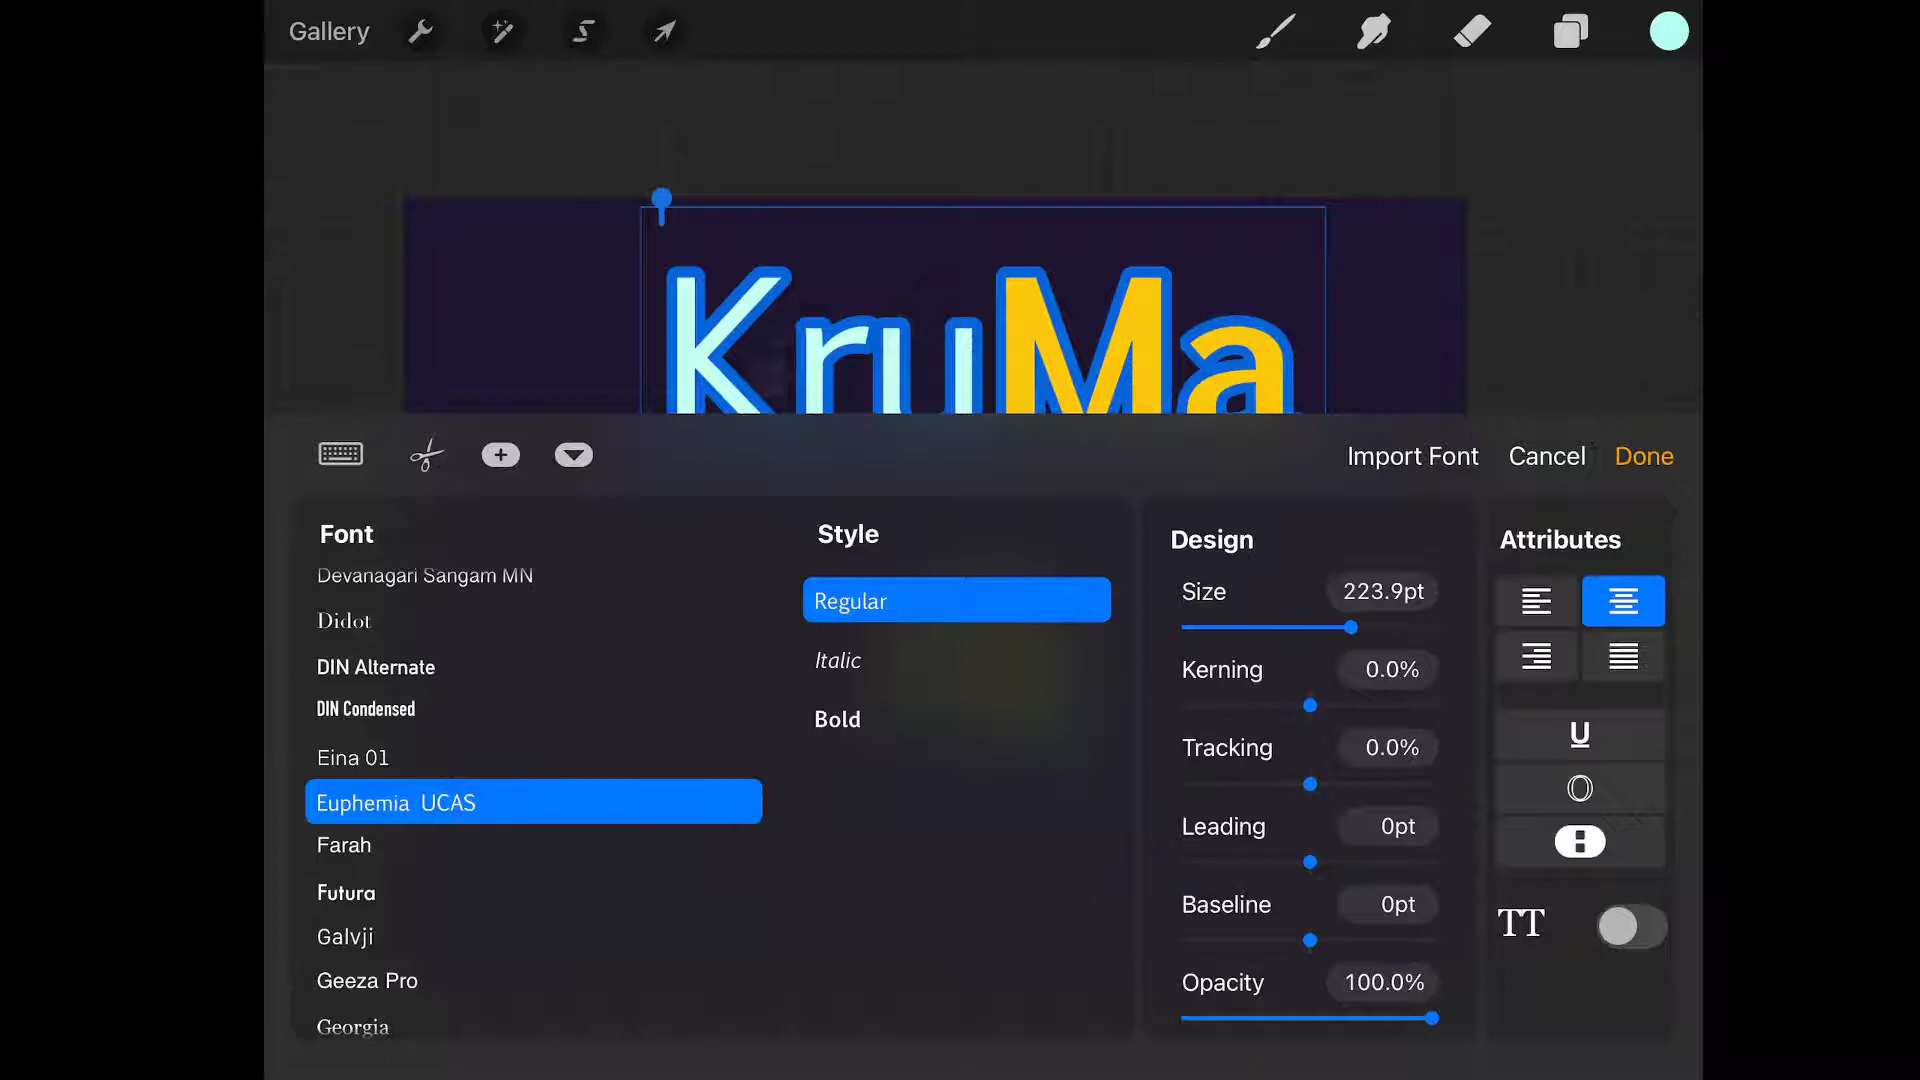 Gallery
KruMa
Import Font Cancel Done
Font
Devanagari Sangam MN
Didot
DIN Alternate
DIN Condensed
Eina 01
Euphemia UCAS
Farah
Futura
Galvji
Geeza Pro
Georgia
Style
Regular
Italic
Bold
Design
Size 223.9pt
Kerning 0.0%
Tracking 0.0%
Leading 0pt
Baseline 0pt
Opacity 100.0%
Attributes
U
O
TT